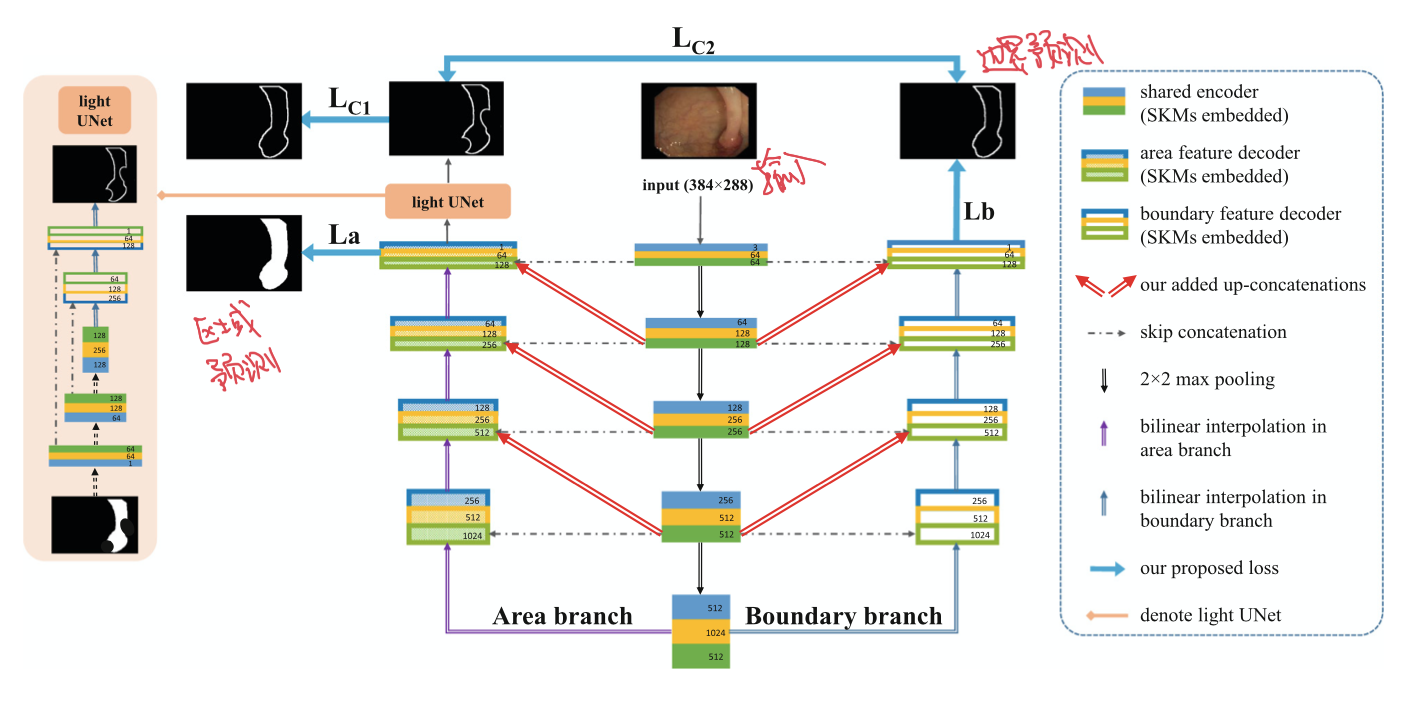 L_C2
边界预测
light
UNet
L_C1
input (384×288)
输入
light UNet
La
Lb
区域
预测
1
64
128
64
128
256
128
256
128
128
128
64
64
64
1
1
64
128
64
128
256
128
256
512
256
512
1024
3
64
64
64
128
128
128
256
256
256
512
512
512
1024
512
1
64
128
64
128
256
128
256
512
256
512
1024
Area branch
Boundary branch
shared encoder
(SKMs embedded)
area feature decoder
(SKMs embedded)
boundary feature decoder
(SKMs embedded)
our added up-concatenations
skip concatenation
2×2 max pooling
bilinear interpolation in
area branch
bilinear interpolation in
boundary branch
our proposed loss
denote light UNet